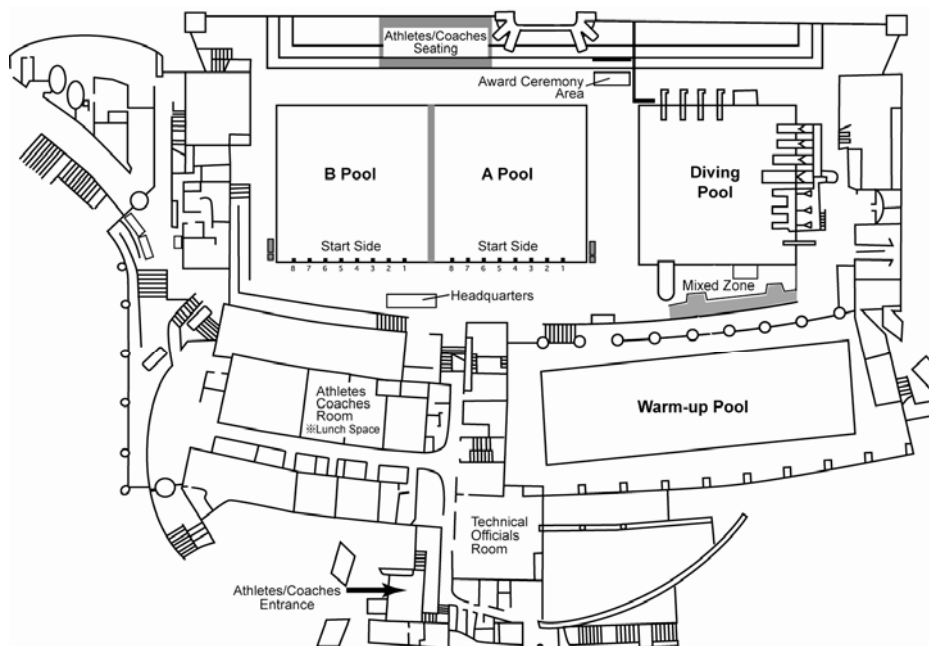 Athletes/Coaches
Seating
Award Ceremony
Area
B Pool
A Pool
Diving
Pool
Start Side
Start Side
8 7 6 5 4 3 2 1
8 7 6 5 4 3 2 1
Mixed Zone
Headquarters
Athletes
Coaches
Room
※Lunch Space
Warm-up Pool
Technical
Officials
Room
Athletes/Coaches
Entrance